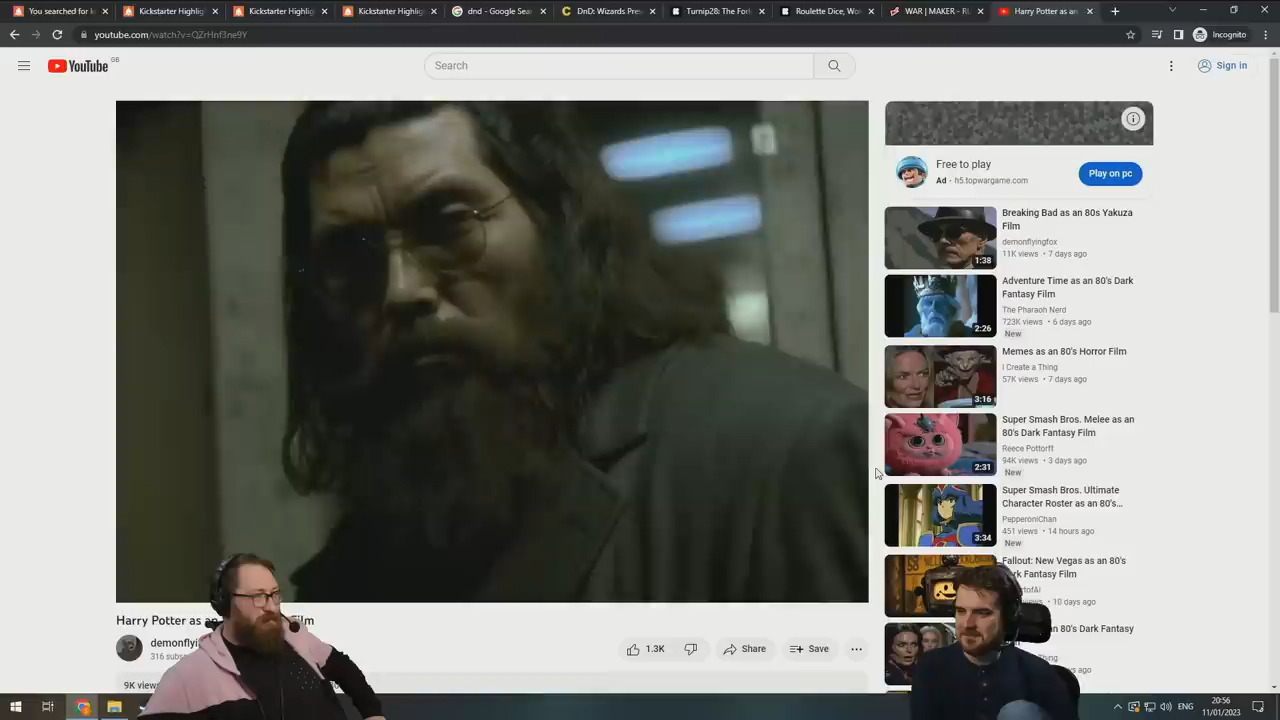 You searched for
Kickstarter Highlig
Kickstarter Highlig
Kickstarter Highlig
dnd - Google Sea
DnD: Wizards Pre
Turnip28 | 28 For
Roulette Dice, Wo
WAR | MAKER - R
Harry Potter as an
youtube.com/watch?v=QZrHnf3ne9Y
Incognito
YouTube GB
Search
Sign in
Free to play
Ad · h5.topwargame.com
Play on pc
Breaking Bad as an 80s Yakuza
Film
demonflyingfox
11K views • 7 days ago
1:38
Adventure Time as an 80's Dark
Fantasy Film
The Pharaoh Nerd
723K views • 6 days ago
New
2:26
Memes as an 80's Horror Film
I Create a Thing
57K views • 7 days ago
3:16
Super Smash Bros. Melee as an
80's Dark Fantasy Film
Reece Pottorff
94K views • 3 days ago
New
2:31
Super Smash Bros. Ultimate
Character Roster as an 80's...
PepperoniChan
451 views • 14 hours ago
New
3:34
Fallout: New Vegas as an 80's
Dark Fantasy Film
views • 10 days ago
an 80's Dark Fantasy
Thing
ago
Harry Potter as an Film
demonflyi
316 subs
1.3K
Share
Save
9K views
ENG
20:56
11/01/2023